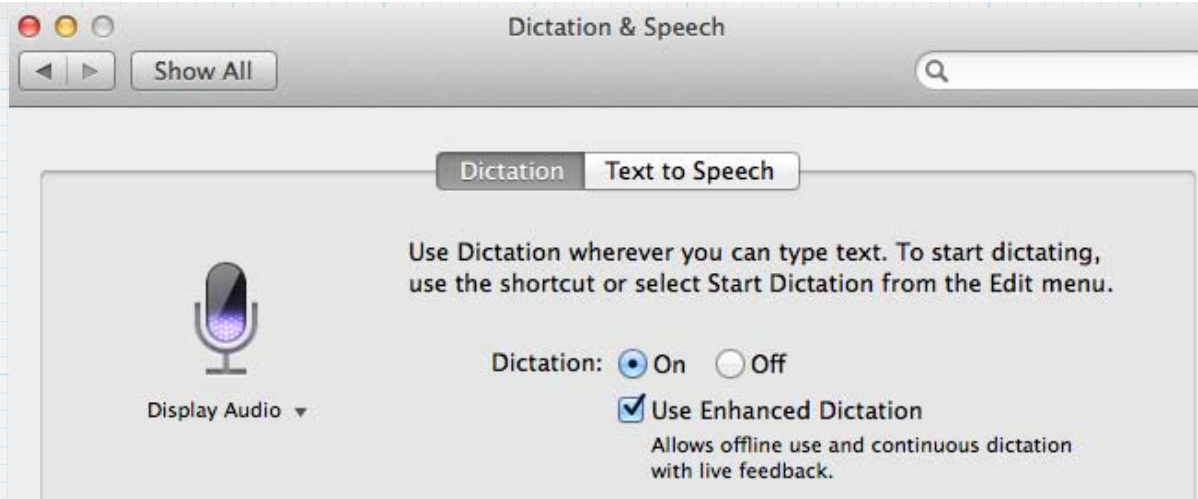 Dictation & Speech
Show All
Dictation Text to Speech
Use Dictation wherever you can type text. To start dictating,
use the shortcut or select Start Dictation from the Edit menu.
Dictation: On Off
Display Audio
Use Enhanced Dictation
Allows offline use and continuous dictation
with live feedback.